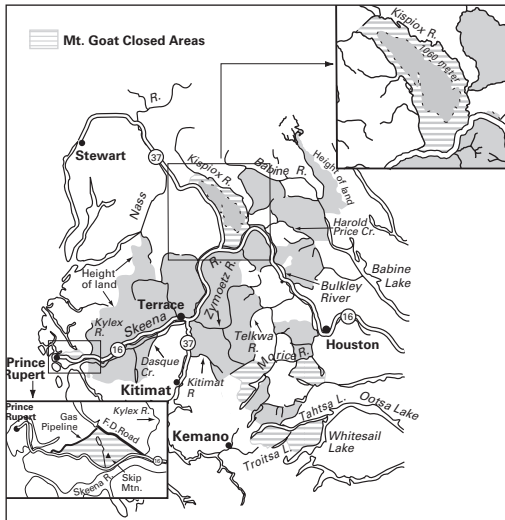 Mt. Goat Closed Areas
Kispiox R.
1060 meter
R.
Stewart
37
Nass
Kispiox R.
Babine R.
Height of land
Harold
Price Cr.
Babine
Lake
Height
of land
Kylex
R.
Skeena
R.
Zymoetz R.
Bulkley
River
Terrace
16
Prince
Rupert
16
37
Dasque
Cr.
Telkwa
R.
Houston
Morice R.
Kitimat
Kitimat
R
Tahtsa L.
Ootsa Lake
Kemano
Troitsa L.
Whitesail
Lake
Prince
Rupert
Gas
Pipeline
Kylex R.
F.D.Road
16
Skeena R.
Skip
Mtn.